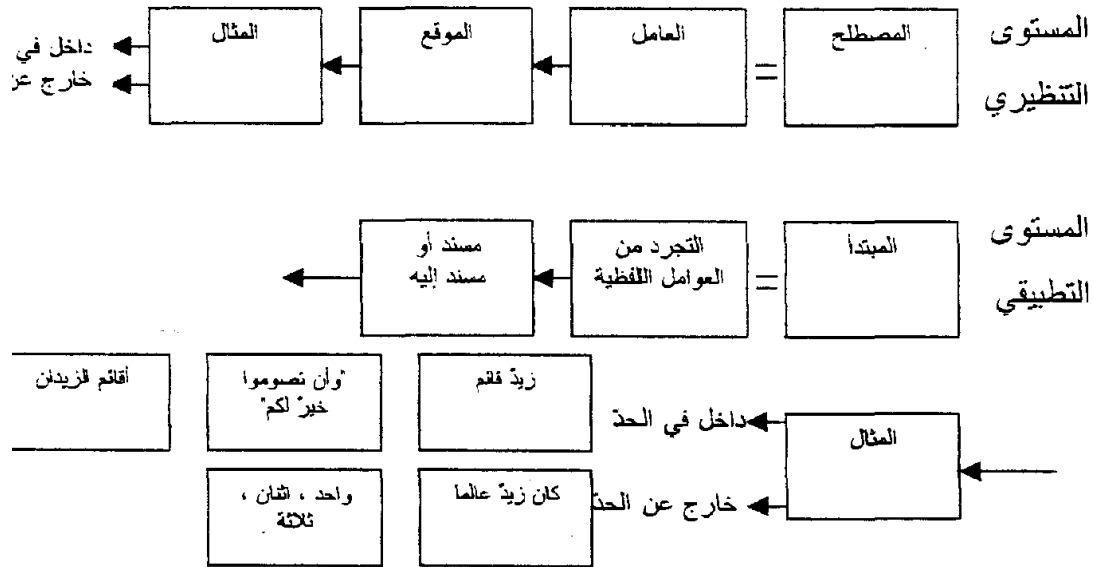 المستوى
التنظيري
المصطلح
=
العامل
الموقع
المثال
داخل في
خارج عن
المستوى
التطبيقي
المبتدأ
=
التجرد من
العوامل اللفظية
مسند أو
مسند إليه
المثال
داخل في الحدّ
زيدٌ قائم
"وأن تصوموا
خيرٌ لكم"
أقائم الزيدان
خارج عن الحدّ
كان زيدٌ عالما
واحد ، اثنان ،
ثلاثة